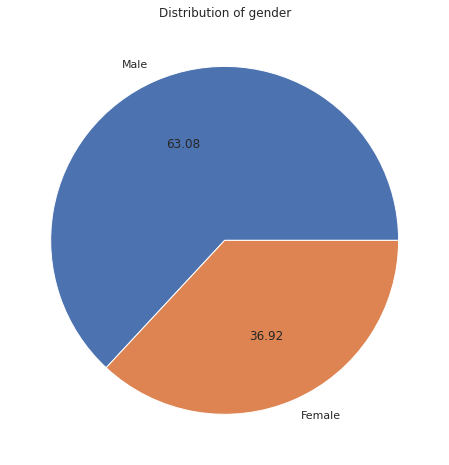 Distribution of gender
Male
63.08
36.92
Female